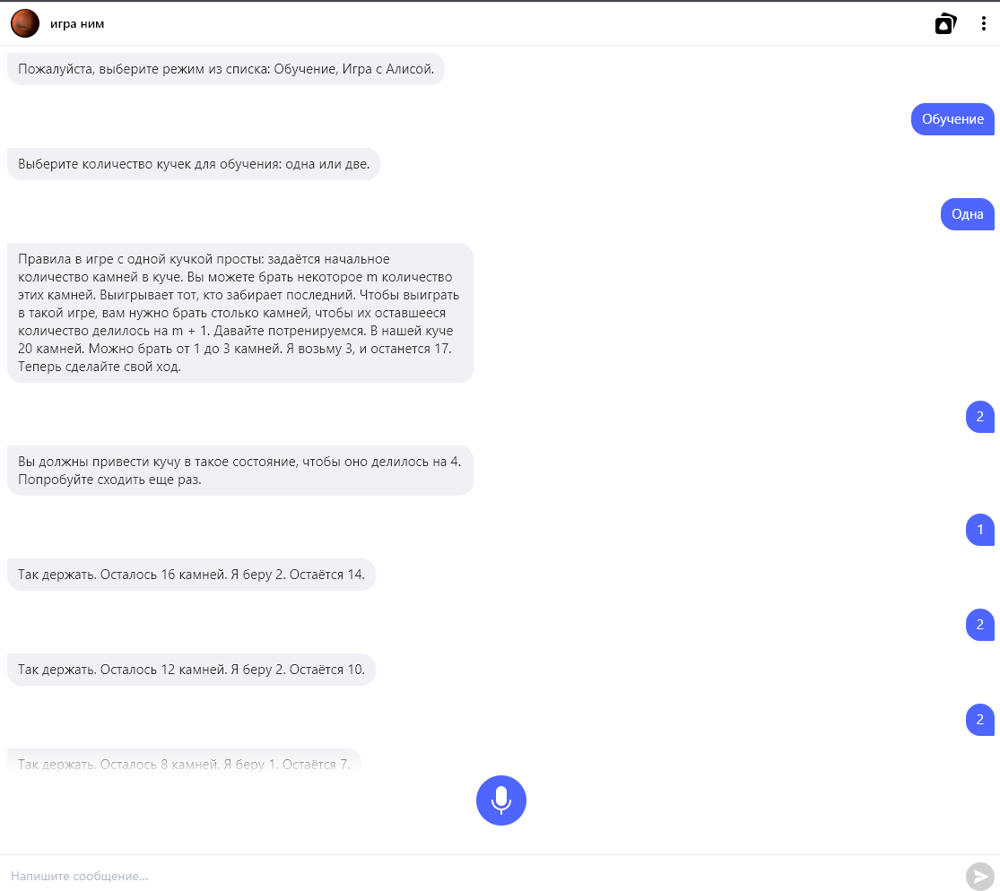 игра ним
Пожалуйста, выберите режим из списка: Обучение, Игра с Алисой.
Обучение
Выберите количество кучек для обучения: одна или две.
Одна
Правила в игре с одной кучкой просты: задаётся начальное
количество камней в куче. Вы можете брать некоторое m количество
этих камней. Выигрывает тот, кто забирает последний. Чтобы выиграть
в такой игре, вам нужно брать столько камней, чтобы их оставшееся
количество делилось на m + 1. Давайте потренируемся. В нашей куче
20 камней. Можно брать от 1 до 3 камней. Я возьму 3, и останется 17.
Теперь сделайте свой ход.
2
Вы должны привести кучу в такое состояние, чтобы оно делилось на 4.
Попробуйте сходить еще раз.
1
Так держать. Осталось 16 камней. Я беру 2. Остаётся 14.
2
Так держать. Осталось 12 камней. Я беру 2. Остаётся 10.
2
Так держать. Осталось 8 камней. Я беру 1. Остаётся 7.
Напишите сообщение...